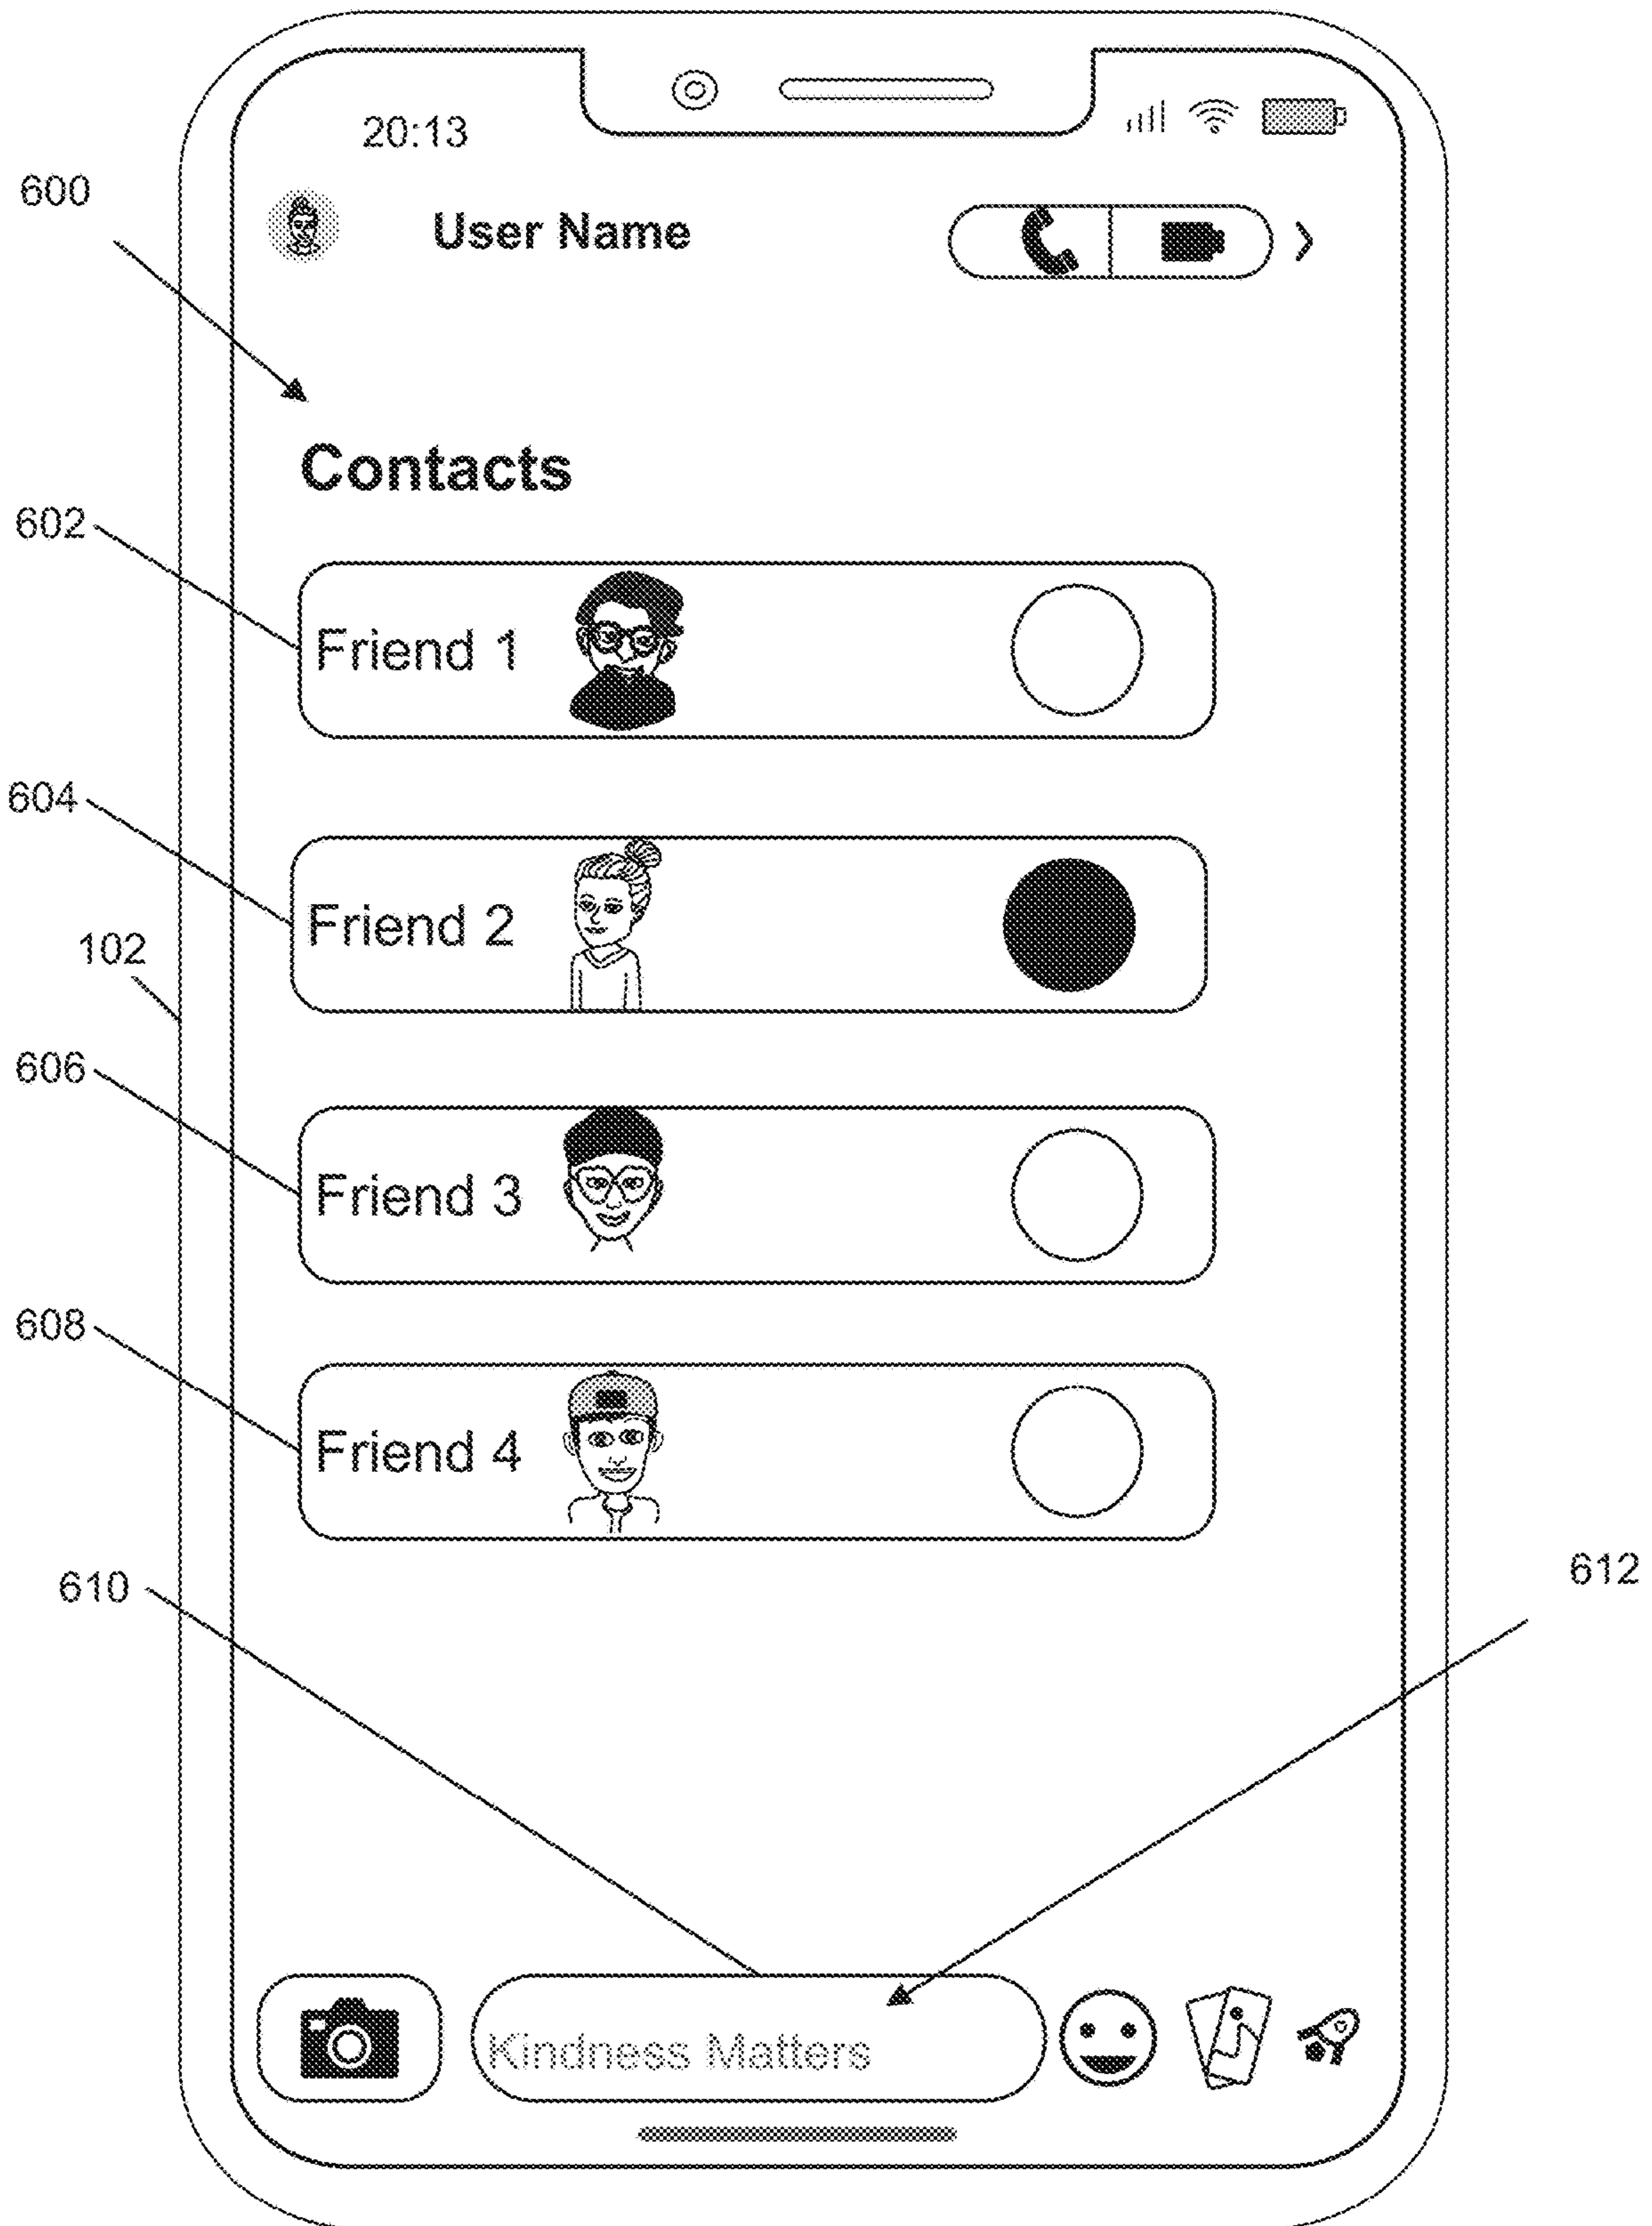 20:13
600
User Name
Contacts
602
Friend 1
604
Friend 2
102
606
Friend 3
608
Friend 4
610
612
Kindness Matters